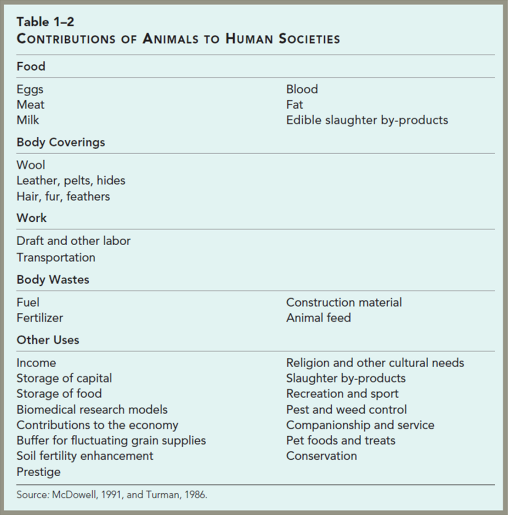 Table 1–2
CONTRIBUTIONS OF ANIMALS TO HUMAN SOCIETIES
Food
Eggs
Meat
Milk
Blood
Fat
Edible slaughter by-products
Body Coverings
Wool
Leather, pelts, hides
Hair, fur, feathers
Work
Draft and other labor
Transportation
Body Wastes
Fuel
Fertilizer
Construction material
Animal feed
Other Uses
Income
Storage of capital
Storage of food
Biomedical research models
Contributions to the economy
Buffer for fluctuating grain supplies
Soil fertility enhancement
Prestige
Religion and other cultural needs
Slaughter by-products
Recreation and sport
Pest and weed control
Companionship and service
Pet foods and treats
Conservation
Source: McDowell, 1991, and Turman, 1986.